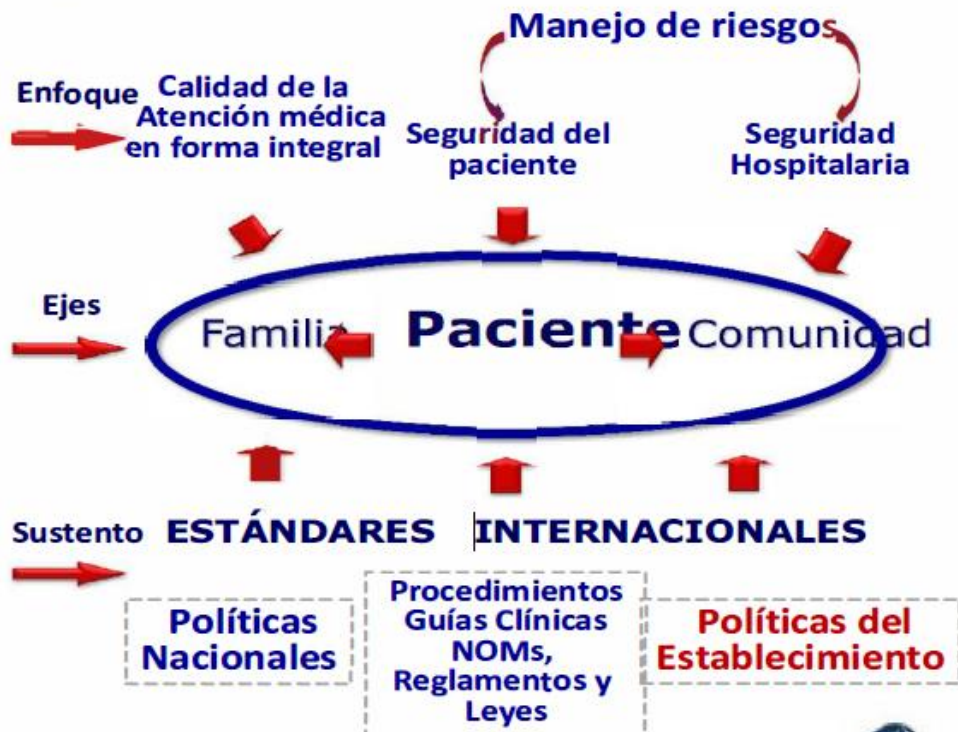 Manejo de riesgos
Enfoque
Calidad de la
Atención médica
en forma integral
Seguridad del
paciente
Seguridad
Hospitalaria
Ejes
Familia
Paciente
Comunidad
Sustento
ESTÁNDARES INTERNACIONALES
Políticas
Nacionales
Procedimientos
Guías Clínicas
NOMs,
Reglamentos y
Leyes
Políticas del
Establecimiento